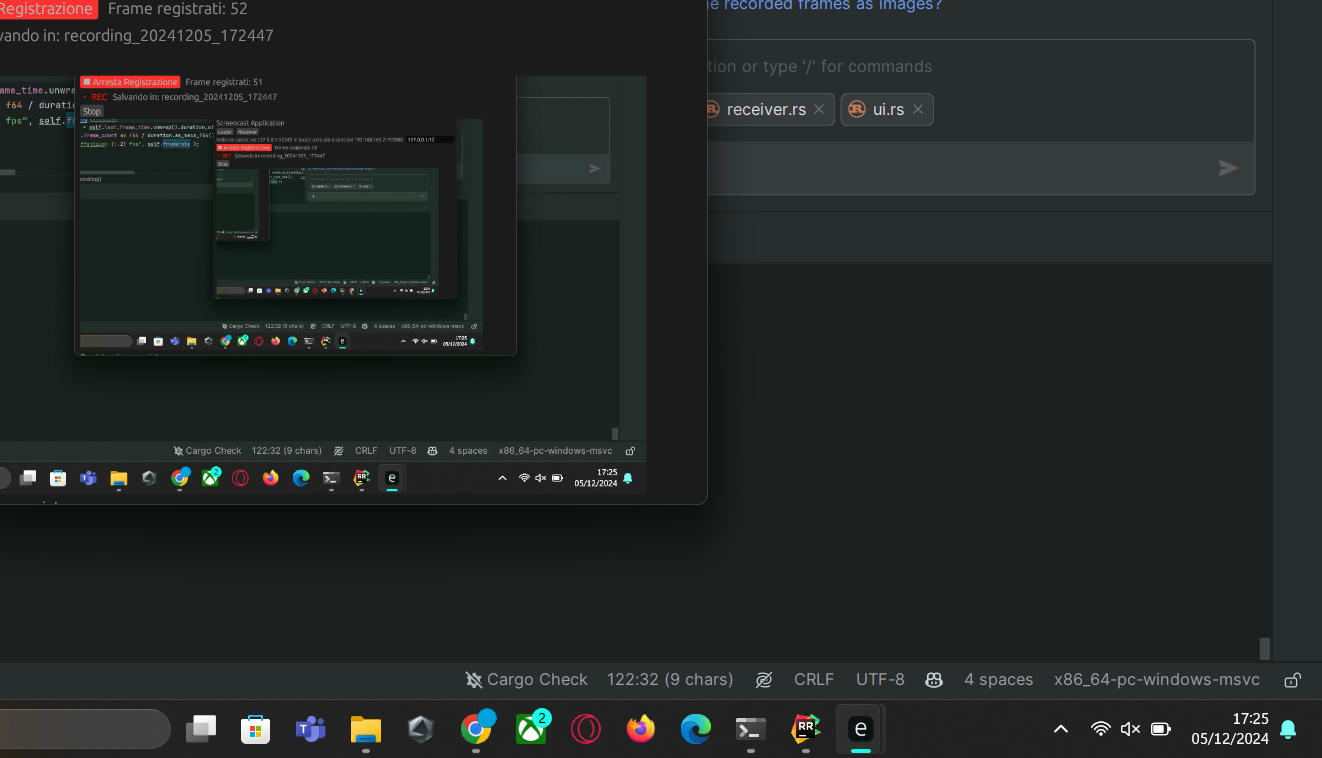 Registrazione Frame registrati: 52
vando in: recording_20241205_172447
e recorded frames as images?
tion or type '/' for commands
receiver.rs
ui.rs
Arresta Registrazione Frame registrati: 51
REC Salvando in: recording_20241205_172447
Stop
ame_time.unwra
f64 / duratio
fps", self.f
self.last_frame_time.unwrap().duration_si
.frame_count as f64 / duration.as_secs_f64()
effettive: {:.2} fps", self.framerate );
Screencast Application
Caster Receiver
Arresta Registrazione Frame registrati: 50
REC Salvando in: recording_20241205_172447
Stop
Cargo Check 122:32 (9 chars) CRLF UTF-8 4 spaces x86_64-pc-windows-msvc
17:25
05/12/2024
Cargo Check 122:32 (9 chars) CRLF UTF-8 4 spaces x86_64-pc-windows-msvc
2
17:25
05/12/2024
Cargo Check 122:32 (9 chars) CRLF UTF-8 4 spaces x86_64-pc-windows-msvc
2
17:25
05/12/2024